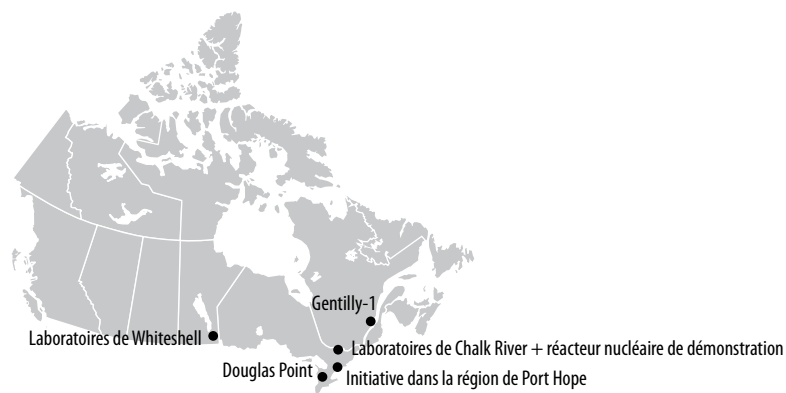 Gentilly-1
Laboratoires de Whiteshell
Laboratoires de Chalk River + réacteur nucléaire de démonstration
Douglas Point
Initiative dans la région de Port Hope